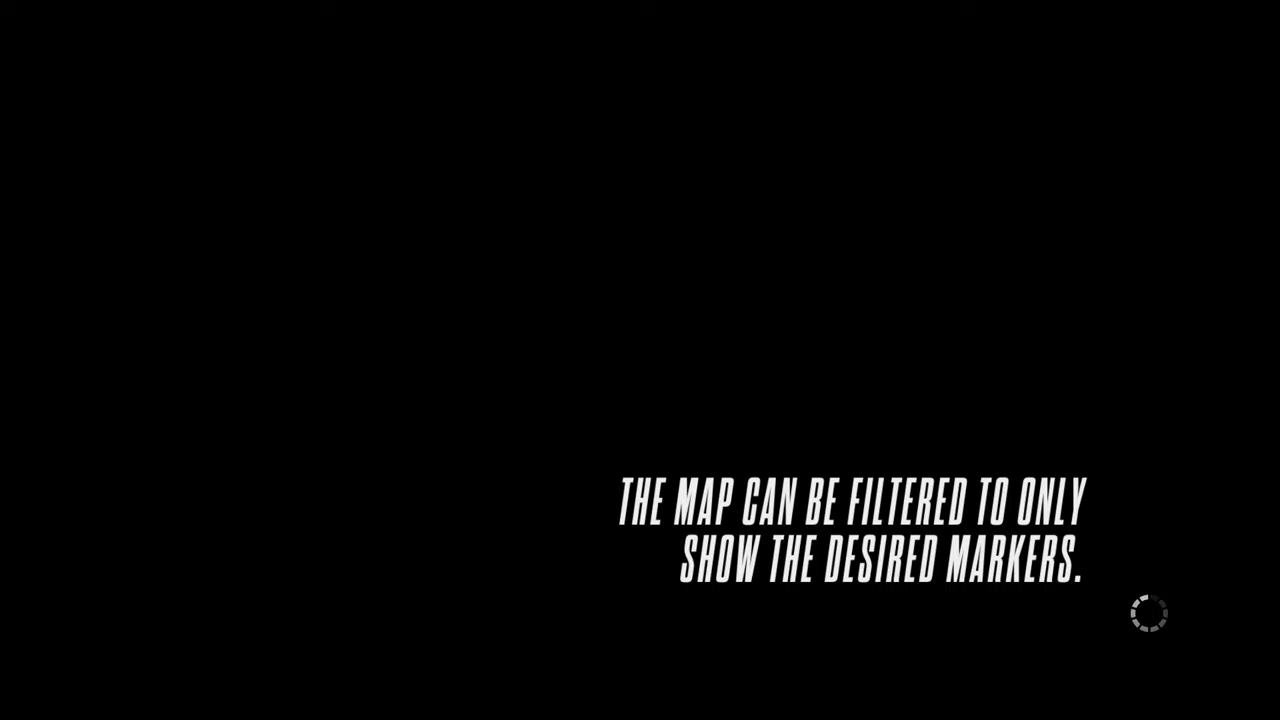 THE MAP CAN BE FILTERED TO ONLY
SHOW THE DESIRED MARKERS.